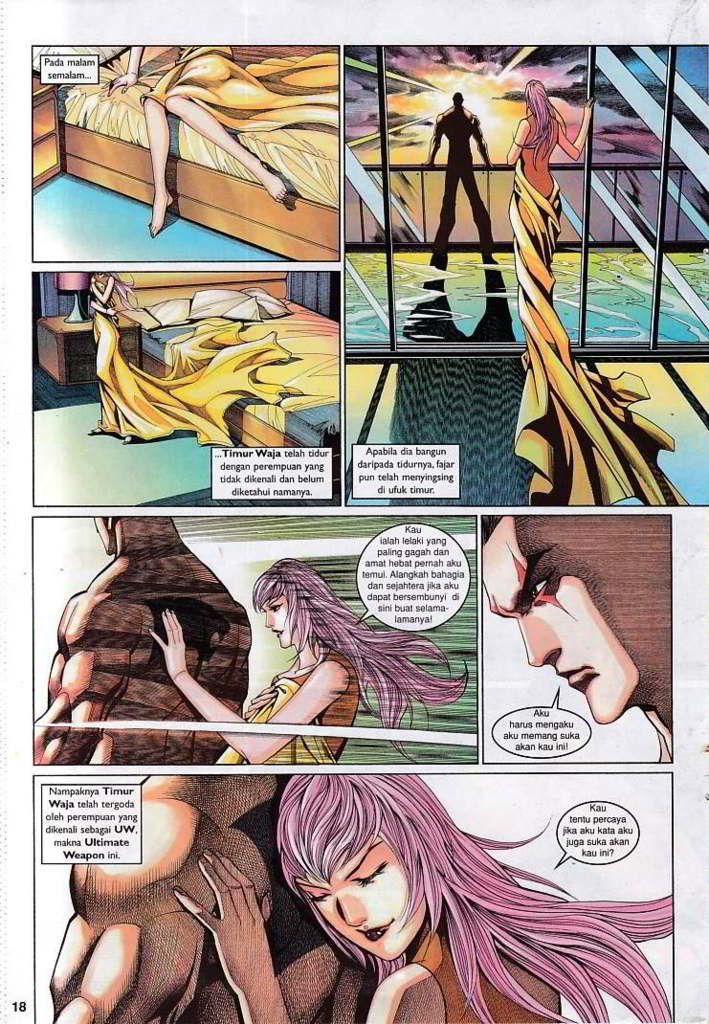 Pada malam
semalam...
...Timur Waja telah tidur
dengan perempuan yang
tidak dikenali dan belum
diketahui namanya.
Apabila dia bangun
daripada tidurnya, fajar
pun telah menyingsing
di ufuk timur.
Kau
ialah lelaki yang
paling gagah dan
amat hebat pernah aku
temui. Alangkah bahagia
dan sejahtera jika aku
dapat bersembunyi di
sini buat selama-
lamanya!
Aku
harus mengaku
aku memang suka
akan kau ini!
Nampaknya Timur
Waja telah tergoda
oleh perempuan yang
dikenali sebagai UW,
makna Ultimate
Weapon ini.
Kau
tentu percaya
jika aku kata aku
juga suka akan
kau ini?
18